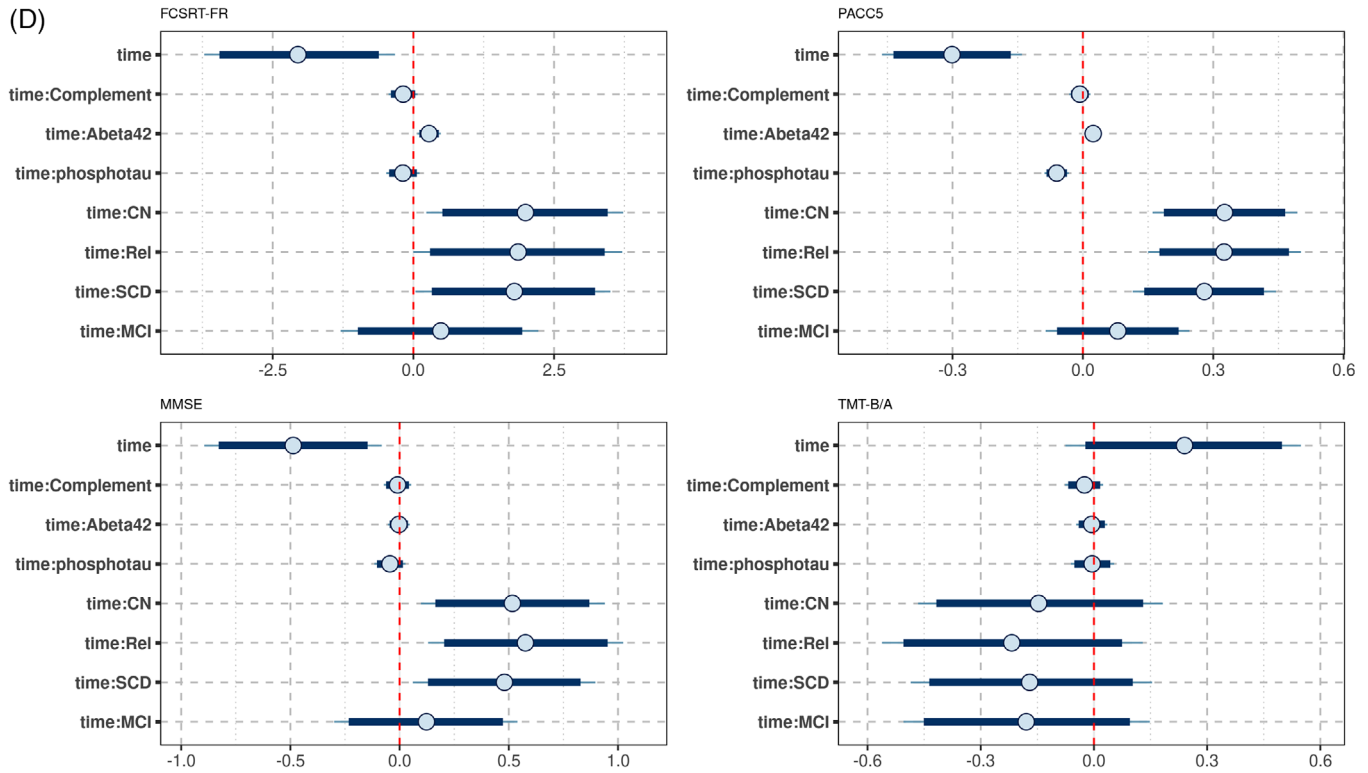 (D)
FCSRT-FR
time
time:Complement
time:Abeta42
time:phosphotau
time:CN
time:Rel
time:SCD
time:MCI
-2.5 0.0 2.5
PACC5
time
time:Complement
time:Abeta42
time:phosphotau
time:CN
time:Rel
time:SCD
time:MCI
-0.3 0.0 0.3 0.6
MMSE
time
time:Complement
time:Abeta42
time:phosphotau
time:CN
time:Rel
time:SCD
time:MCI
-1.0 -0.5 0.0 0.5 1.0
TMT-B/A
time
time:Complement
time:Abeta42
time:phosphotau
time:CN
time:Rel
time:SCD
time:MCI
-0.6 -0.3 0.0 0.3 0.6